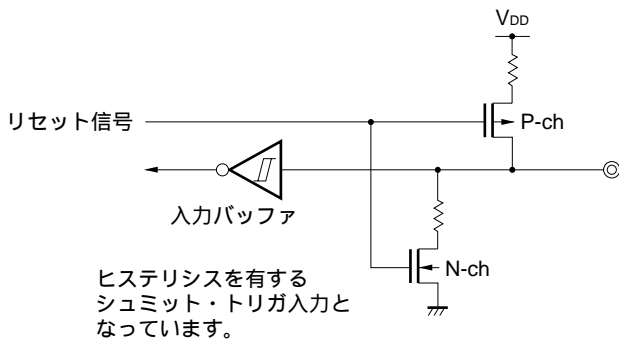 VDD
リセット信号
P-ch
入力バッファ
N-ch
ヒステリシスを有する
シュミット・トリガ入力と
なっています。